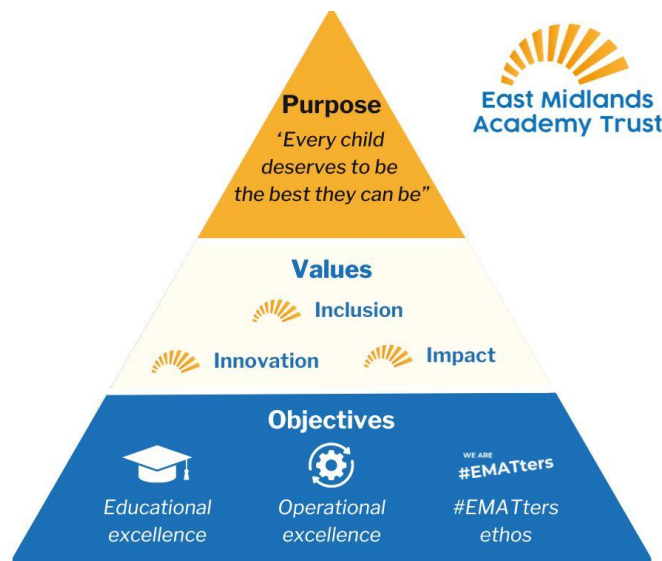 East Midlands
Academy Trust
Purpose
‘Every child
deserves to be
the best they can be”
Values
Inclusion
Innovation
Impact
Objectives
WE ARE
#EMATters
Educational
excellence
Operational
excellence
#EMATters
ethos